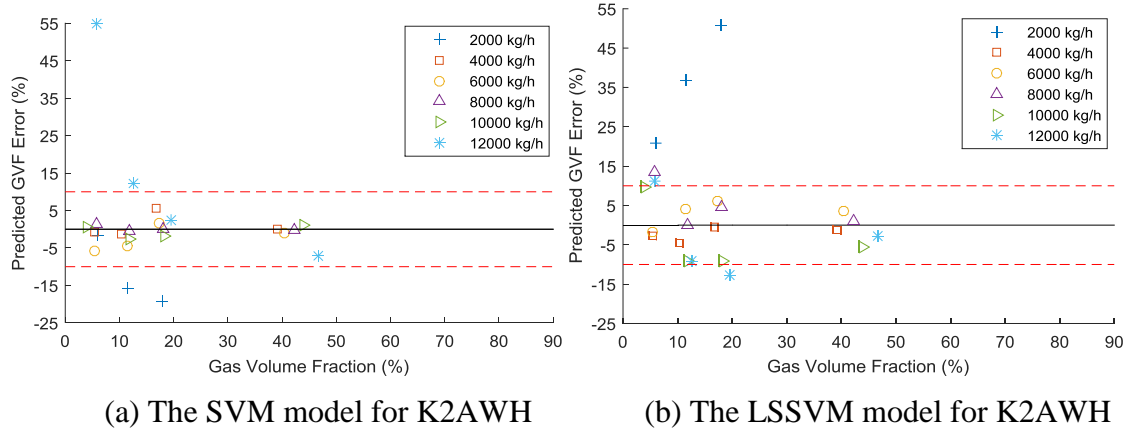 55
45
35
25
15
5
-5
-15
-25
Predicted GVF Error (%)
0 10 20 30 40 50 60 70 80 90
Gas Volume Fraction (%)
2000 kg/h
4000 kg/h
6000 kg/h
8000 kg/h
10000 kg/h
12000 kg/h
(a) The SVM model for K2AWH
55
45
35
25
15
5
-5
-15
-25
Predicted GVF Error (%)
0 10 20 30 40 50 60 70 80 90
Gas Volume Fraction (%)
2000 kg/h
4000 kg/h
6000 kg/h
8000 kg/h
10000 kg/h
12000 kg/h
(b) The LSSVM model for K2AWH